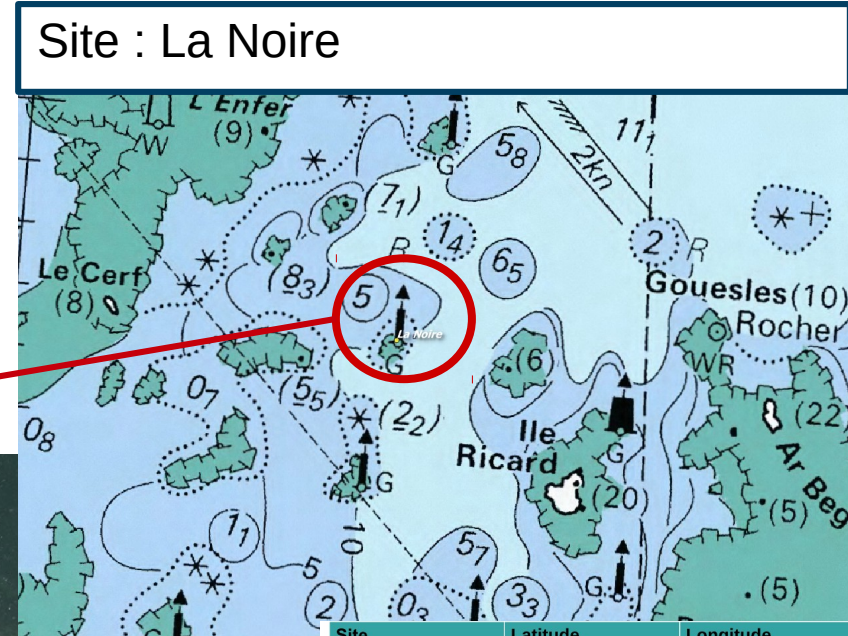 Site : La Noire
L'Enfer
(9)
W
G
5₈
11₁
2kn
(7₁)
R
1₄
2
R
6₅
Le Cerf
(8)
(8₃)
5
La Noire
G
Gouesles (10)
Rocher
WR
(6)
0₇
(5₅)
(2₂)
0₈
G
Ile
Ricard
G
(20)
(22)
Ar Beg
(5)
10
1₁
5
5₇
2
0₃
3₃
G
(5)
G
Site Latitude Longitude